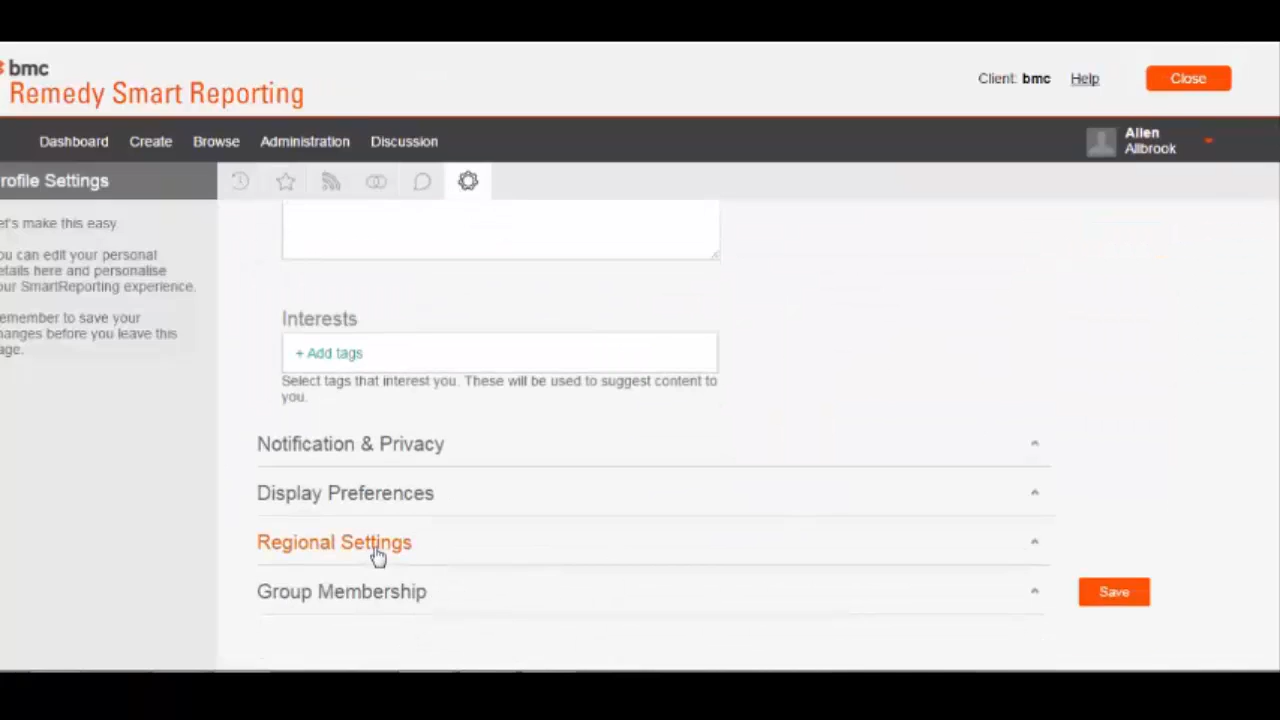 bmc
Remedy Smart Reporting
Client: bmc
Help
Close
Dashboard
Create
Browse
Administration
Discussion
Allen
Allbrook
rofile Settings
et's make this easy
ou can edit your personal
etails here and personalise
our SmartReporting experience.
emember to save your
hanges before you leave this
age.
Interests
+ Add tags
Select tags that interest you. These will be used to suggest content to
you.
Notification & Privacy
Display Preferences
Regional Settings
Group Membership
Save